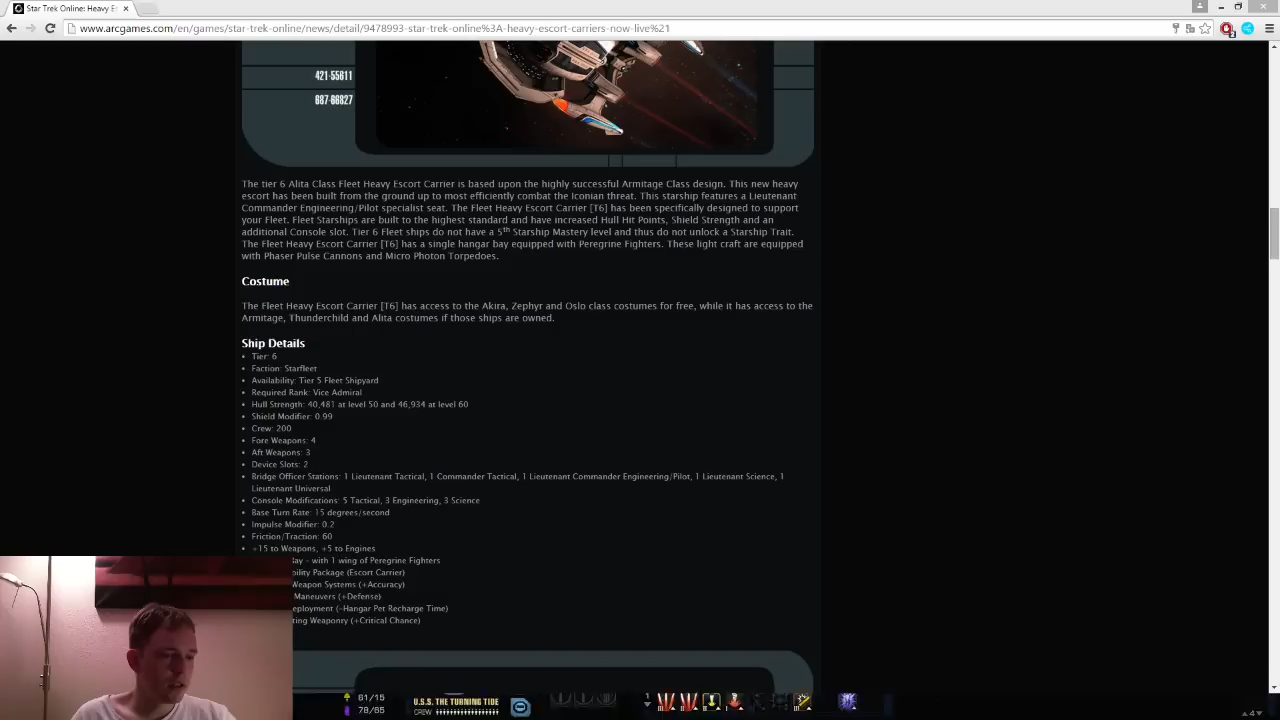 Star Trek Online: Heavy Es
www.arcgames.com/en/games/star-trek-online/news/detail/9478993-star-trek-online%3A-heavy-escort-carriers-now-live%21
421-55811
687-66827
The tier 6 Alita Class Fleet Heavy Escort Carrier is based upon the highly successful Armitage Class design. This new heavy
escort has been built from the ground up to most efficiently combat the Iconian threat. This starship features a Lieutenant
Commander Engineering/Pilot specialist seat. The Fleet Heavy Escort Carrier [T6] has been specifically designed to support
your Fleet. Fleet Starships are built to the highest standard and have increased Hull Hit Points, Shield Strength and an
additional Console slot. Tier 6 Fleet ships do not have a 5th Starship Mastery level and thus do not unlock a Starship Trait.
The Fleet Heavy Escort Carrier [T6] has a single hangar bay equipped with Peregrine Fighters. These light craft are equipped
with Phaser Pulse Cannons and Micro Photon Torpedoes.
Costume
The Fleet Heavy Escort Carrier [T6] has access to the Akira, Zephyr and Oslo class costumes for free, while it has access to the
Armitage, Thunderchild and Alita costumes if those ships are owned.
Ship Details
• Tier: 6
• Faction: Starfleet
• Availability: Tier 5 Fleet Shipyard
• Required Rank: Vice Admiral
• Hull Strength: 40,481 at level 50 and 46,934 at level 60
• Shield Modifier: 0.99
• Crew: 200
• Fore Weapons: 4
• Aft Weapons: 3
• Device Slots: 2
• Bridge Officer Stations: 1 Lieutenant Tactical, 1 Commander Tactical, 1 Lieutenant Commander Engineering/Pilot, 1 Lieutenant Science, 1
Lieutenant Universal
• Console Modifications: 5 Tactical, 3 Engineering, 3 Science
• Base Turn Rate: 15 degrees/second
• Impulse Modifier: 0.2
• Friction/Traction: 60
• +15 to Weapons, +5 to Engines
ay - with 1 wing of Peregrine Fighters
bility Package (Escort Carrier)
Weapon Systems (+Accuracy)
Maneuvers (+Defense)
eployment (-Hangar Pet Recharge Time)
ting Weaponry (+Critical Chance)
61/15
78/65
U.S.S. THE TURNING TIDE
CREW
1
4